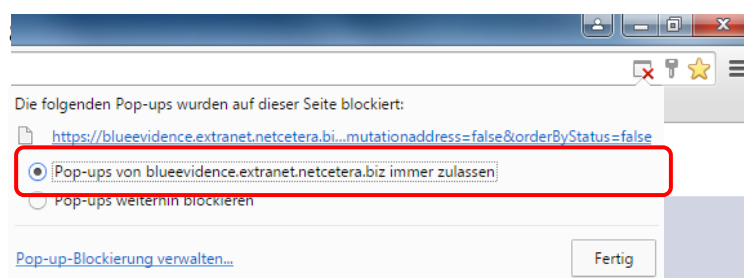 Die folgenden Pop-ups wurden auf dieser Seite blockiert:
https://blueevidence.extranet.netcetera.bi...mutationaddress=false&orderByStatus=false
Pop-ups von blueevidence.extranet.netcetera.biz immer zulassen
Pop-ups weiterhin blockieren
Pop-up-Blockierung verwalten...
Fertig